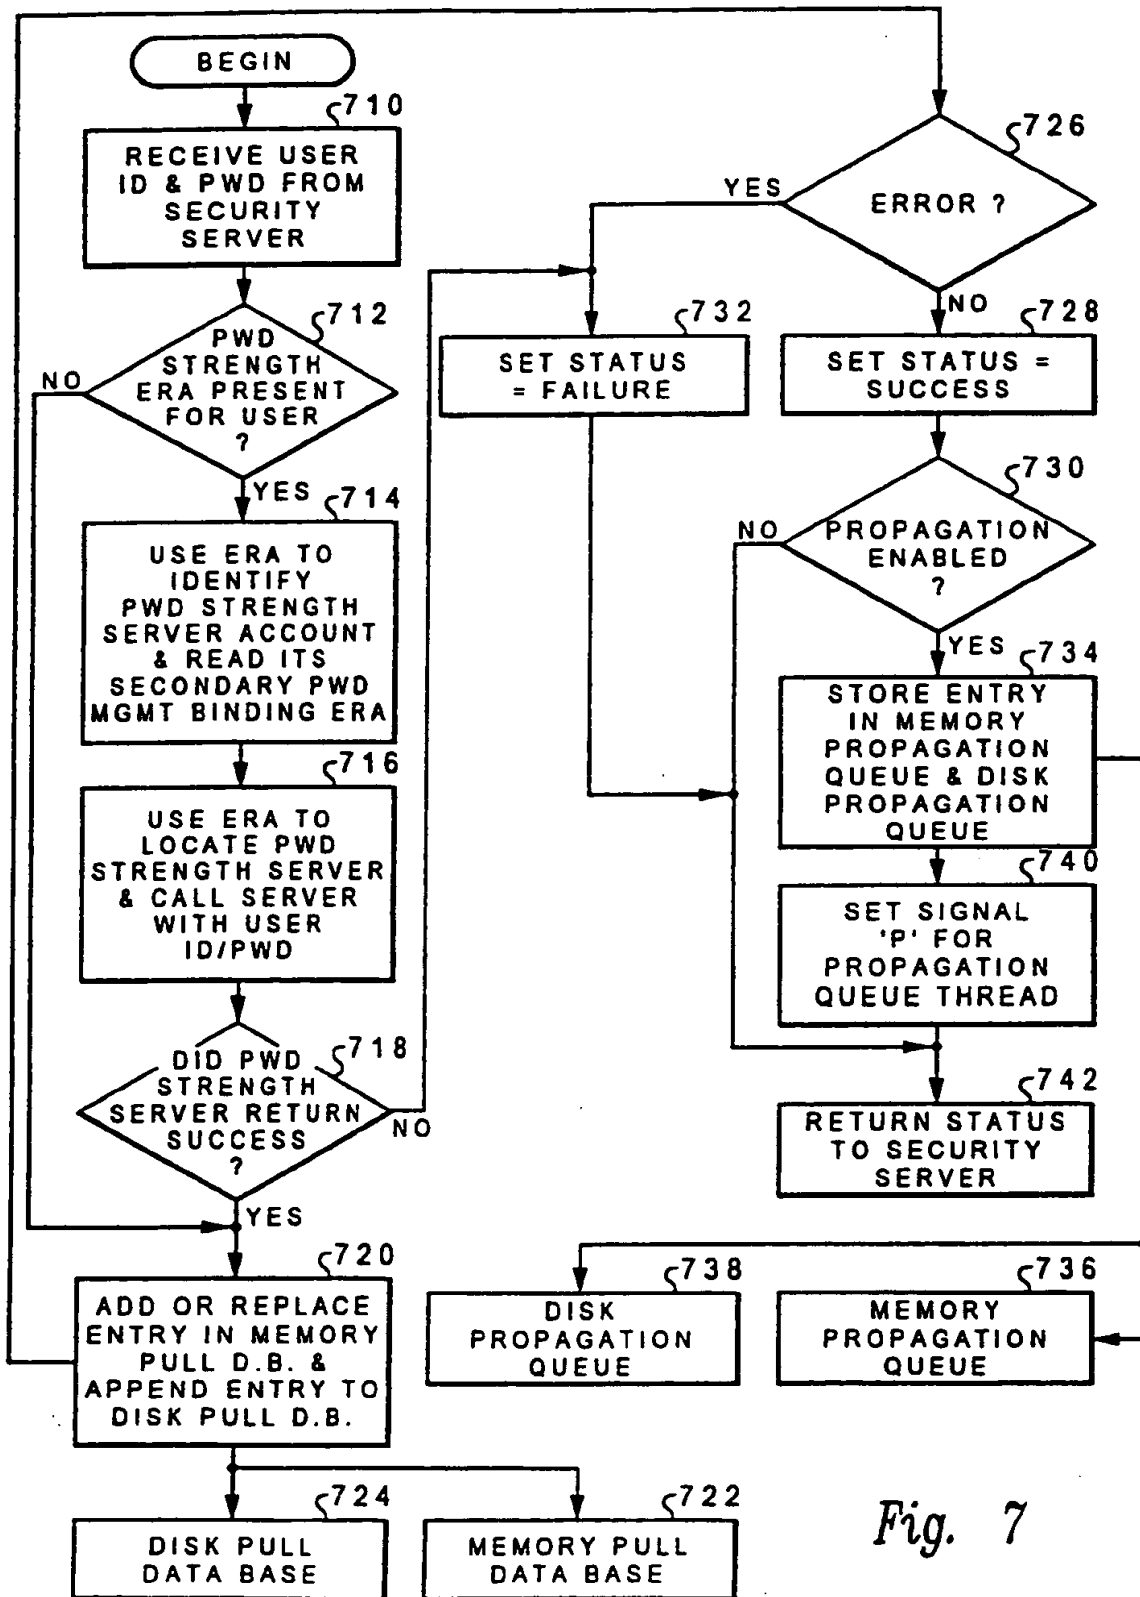 BEGIN
710
RECEIVE USER
ID & PWD FROM
SECURITY
SERVER
712
PWD
STRENGTH
ERA PRESENT
FOR USER
?
NO
YES
714
USE ERA TO
IDENTIFY
PWD STRENGTH
SERVER ACCOUNT
& READ ITS
SECONDARY PWD
MGMT BINDING ERA
716
USE ERA TO
LOCATE PWD
STRENGTH SERVER
& CALL SERVER
WITH USER
ID/PWD
718
DID PWD
STRENGTH
SERVER RETURN
SUCCESS
?
NO
YES
720
ADD OR REPLACE
ENTRY IN MEMORY
PULL D.B. &
APPEND ENTRY TO
DISK PULL D.B.
724
DISK PULL
DATA BASE
722
MEMORY PULL
DATA BASE
726
ERROR ?
YES
NO
732
SET STATUS
= FAILURE
728
SET STATUS =
SUCCESS
730
PROPAGATION
ENABLED
?
NO
YES
734
STORE ENTRY
IN MEMORY
PROPAGATION
QUEUE & DISK
PROPAGATION
QUEUE
740
SET SIGNAL
'P' FOR
PROPAGATION
QUEUE THREAD
742
RETURN STATUS
TO SECURITY
SERVER
738
DISK
PROPAGATION
QUEUE
736
MEMORY
PROPAGATION
QUEUE
Fig. 7